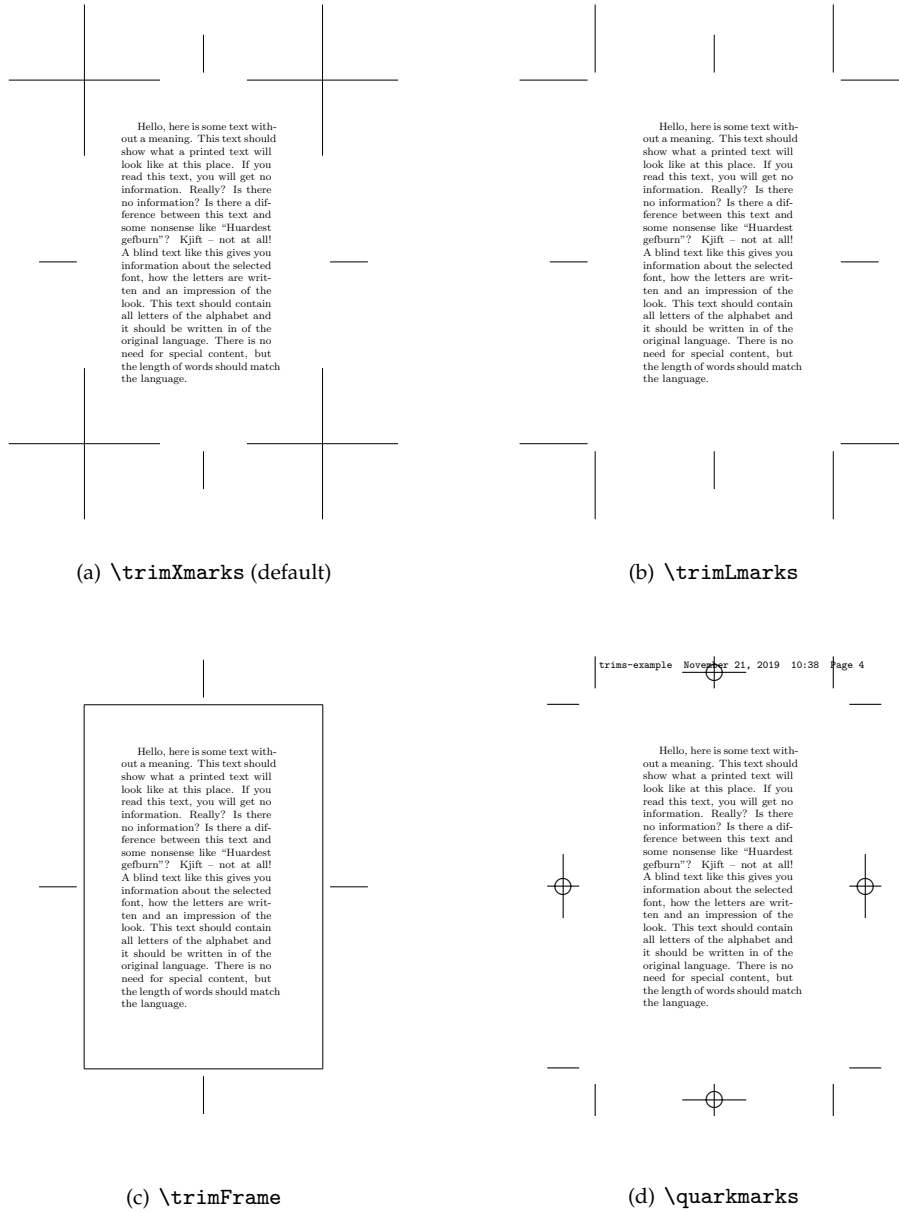 Hello, here is some text with-
out a meaning. This text should
show what a printed text will
look like at this place. If you
read this text, you will get no
information. Really? Is there
no information? Is there a dif-
ference between this text and
some nonsense like “Huardest
gefburn”? Kjift – not at all!
A blind text like this gives you
information about the selected
font, how the letters are writ-
ten and an impression of the
look. This text should contain
all letters of the alphabet and
it should be written in of the
original language. There is no
need for special content, but
the length of words should match
the language.
(a) \trimXmarks (default)
Hello, here is some text with-
out a meaning. This text should
show what a printed text will
look like at this place. If you
read this text, you will get no
information. Really? Is there
no information? Is there a dif-
ference between this text and
some nonsense like “Huardest
gefburn”? Kjift – not at all!
A blind text like this gives you
information about the selected
font, how the letters are writ-
ten and an impression of the
look. This text should contain
all letters of the alphabet and
it should be written in of the
original language. There is no
need for special content, but
the length of words should match
the language.
(b) \trimLmarks
Hello, here is some text with-
out a meaning. This text should
show what a printed text will
look like at this place. If you
read this text, you will get no
information. Really? Is there
no information? Is there a dif-
ference between this text and
some nonsense like “Huardest
gefburn”? Kjift – not at all!
A blind text like this gives you
information about the selected
font, how the letters are writ-
ten and an impression of the
look. This text should contain
all letters of the alphabet and
it should be written in of the
original language. There is no
need for special content, but
the length of words should match
the language.
(c) \trimFrame
trims-example November 21, 2019 10:38 Page 4
Hello, here is some text with-
out a meaning. This text should
show what a printed text will
look like at this place. If you
read this text, you will get no
information. Really? Is there
no information? Is there a dif-
ference between this text and
some nonsense like “Huardest
gefburn”? Kjift – not at all!
A blind text like this gives you
information about the selected
font, how the letters are writ-
ten and an impression of the
look. This text should contain
all letters of the alphabet and
it should be written in of the
original language. There is no
need for special content, but
the length of words should match
the language.
(d) \quarkmarks